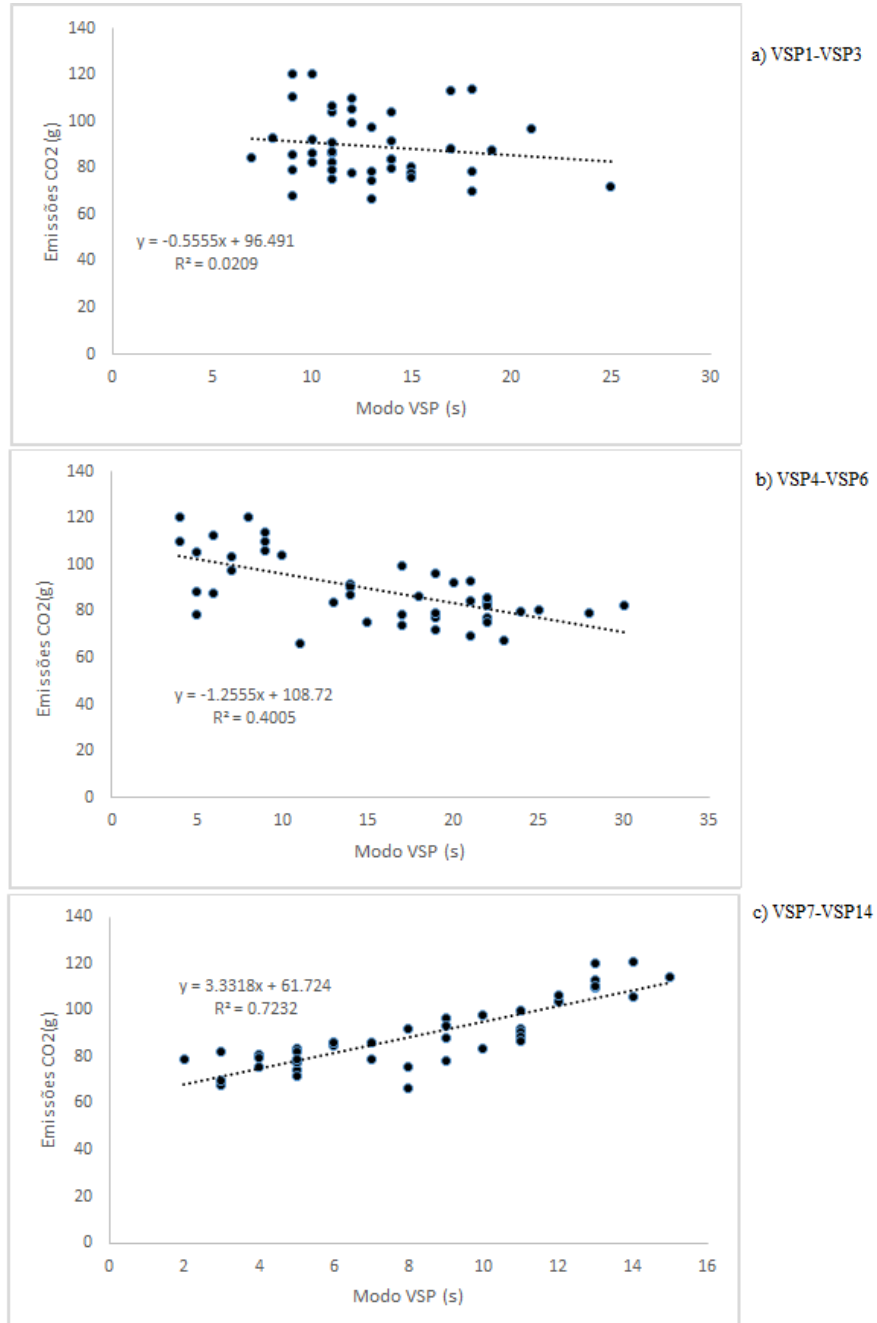 a) VSP1-VSP3
140
120
100
80
60
40
20
0
Emissões CO2 (g)
y = -0.5555x + 96.491
R² = 0.0209
0 5 10 15 20 25 30
Modo VSP (s)
b) VSP4-VSP6
140
120
100
80
60
40
20
0
Emissões CO2(g)
y = -1.2555x + 108.72
R² = 0.4005
0 5 10 15 20 25 30 35
Modo VSP (s)
c) VSP7-VSP14
140
120
100
80
60
40
20
0
Emissões CO2(g)
y = 3.3318x + 61.724
R² = 0.7232
0 2 4 6 8 10 12 14 16
Modo VSP (s)